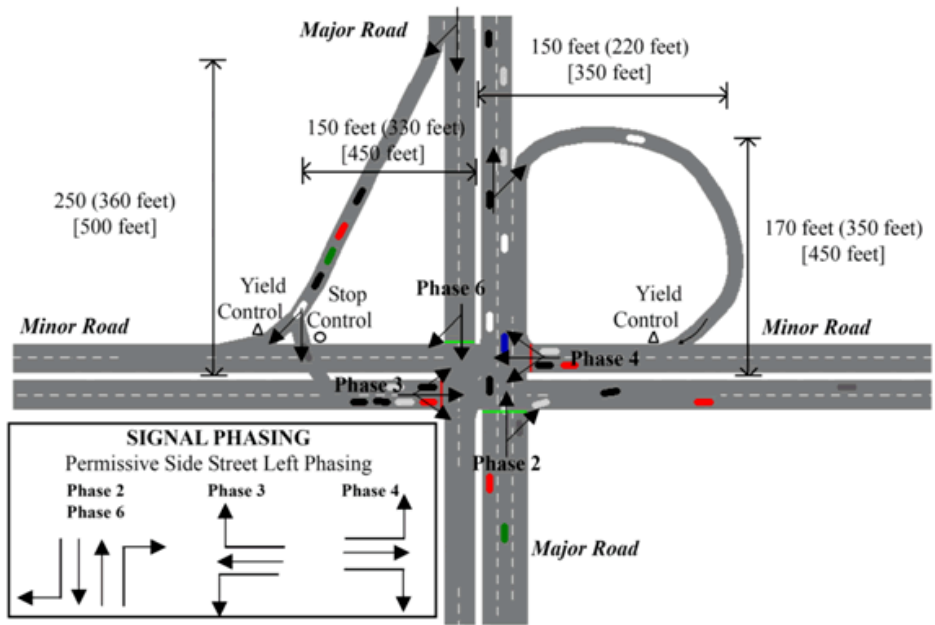 Major Road
150 feet (220 feet)
[350 feet]
150 feet (330 feet)
[450 feet]
250 (360 feet)
[500 feet]
170 feet (350 feet)
[450 feet]
Yield
Control
Stop
Control
Phase 6
Yield
Control
Minor Road
Minor Road
Phase 4
Phase 3
Phase 2
Major Road
SIGNAL PHASING
Permissive Side Street Left Phasing
Phase 2
Phase 6
Phase 3
Phase 4